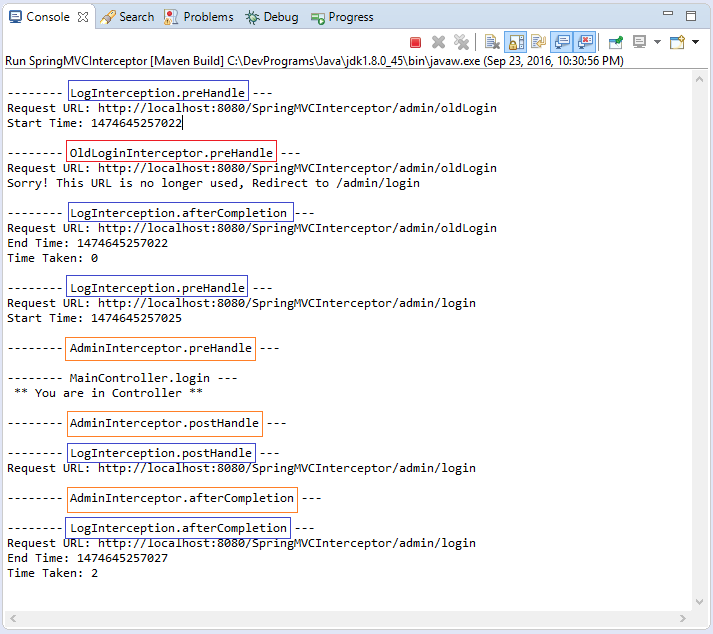 Console Search Problems Debug Progress
Run SpringMVCInterceptor [Maven Build] C:\DevPrograms\Java\jdk1.8.0_45\bin\javaw.exe (Sep 23, 2016, 10:30:56 PM)
-------- LogInterception.preHandle ---
Request URL: http://localhost:8080/SpringMVCInterceptor/admin/oldLogin
Start Time: 1474645257022
-------- OldLoginInterceptor.preHandle ---
Request URL: http://localhost:8080/SpringMVCInterceptor/admin/oldLogin
Sorry! This URL is no longer used, Redirect to /admin/login
-------- LogInterception.afterCompletion ---
Request URL: http://localhost:8080/SpringMVCInterceptor/admin/oldLogin
End Time: 1474645257022
Time Taken: 0
-------- LogInterception.preHandle ---
Request URL: http://localhost:8080/SpringMVCInterceptor/admin/login
Start Time: 1474645257025
-------- AdminInterceptor.preHandle ---
-------- MainController.login ---
** You are in Controller **
-------- AdminInterceptor.postHandle ---
-------- LogInterception.postHandle ---
Request URL: http://localhost:8080/SpringMVCInterceptor/admin/login
-------- AdminInterceptor.afterCompletion ---
-------- LogInterception.afterCompletion ---
Request URL: http://localhost:8080/SpringMVCInterceptor/admin/login
End Time: 1474645257027
Time Taken: 2